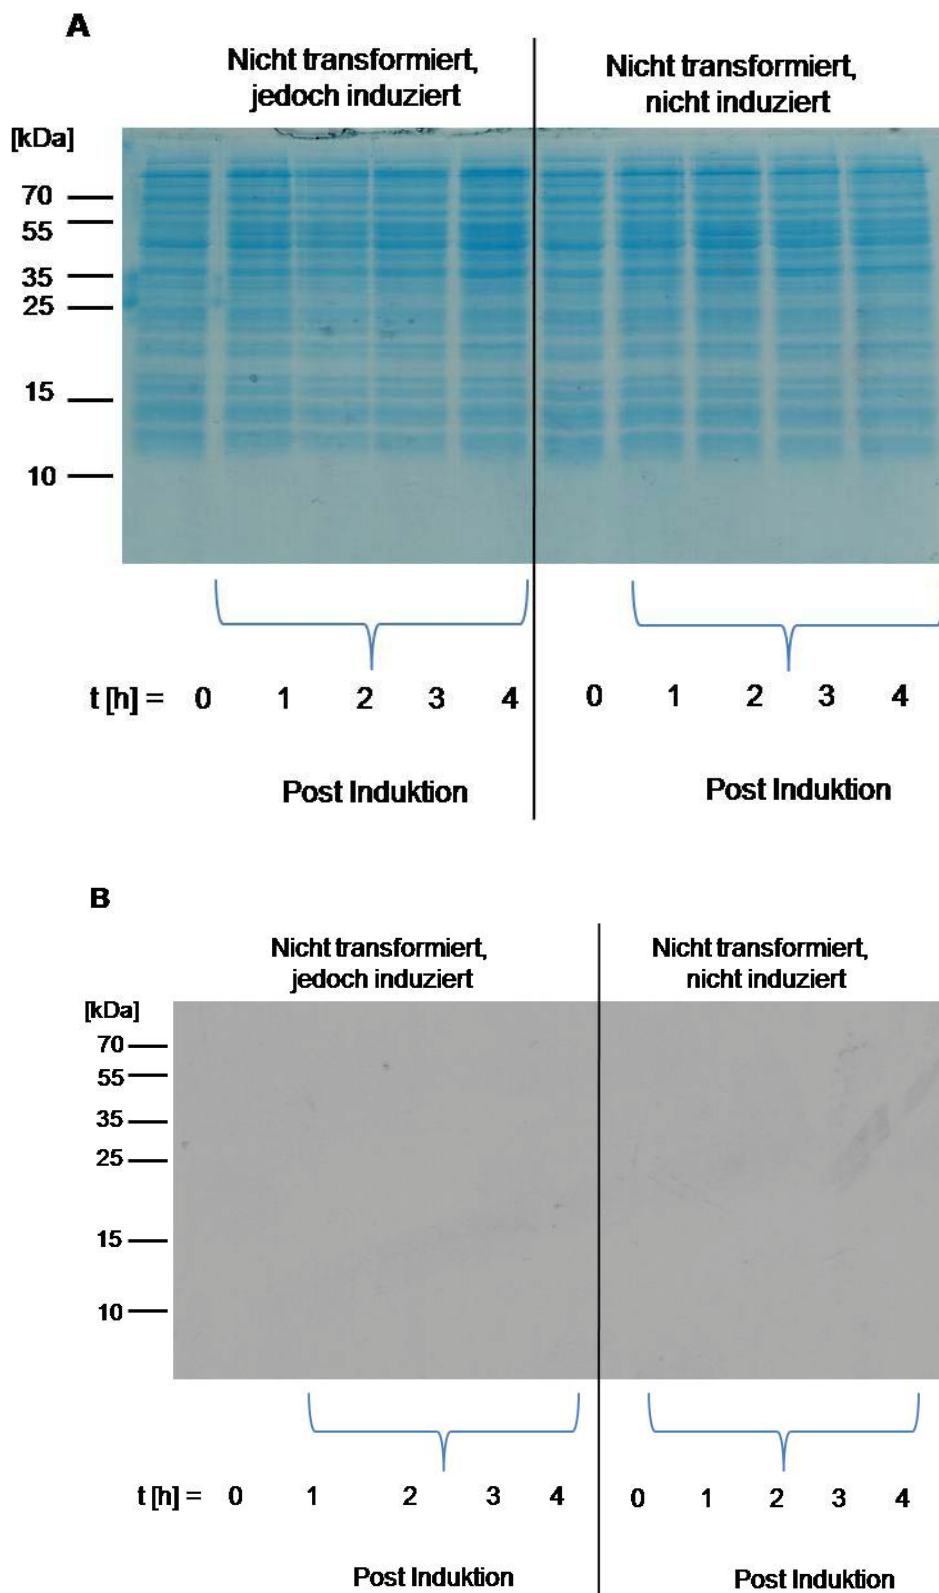 A
Nicht transformiert,
jedoch induziert
Nicht transformiert,
nicht induziert
[kDa]
70
55
35
25
15
10
t [h] = 0 1 2 3 4 0 1 2 3 4
Post Induktion
Post Induktion
B
Nicht transformiert,
jedoch induziert
Nicht transformiert,
nicht induziert
[kDa]
70
55
35
25
15
10
t [h] = 0 1 2 3 4 0 1 2 3 4
Post Induktion
Post Induktion